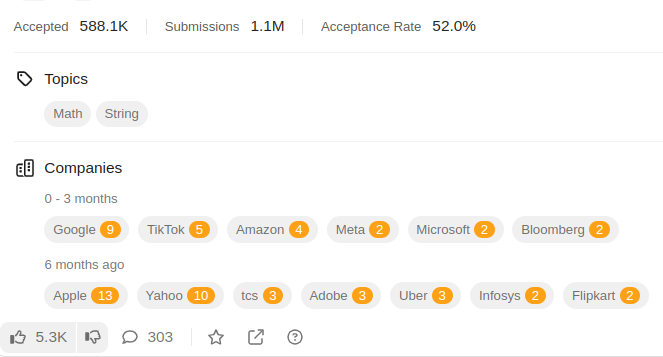 Accepted 588.1K Submissions 1.1M Acceptance Rate 52.0%
Topics
Math String
Companies
0 - 3 months
Google 9 TikTok 5 Amazon 4 Meta 2 Microsoft 2 Bloomberg 2
6 months ago
Apple 13 Yahoo 10 tcs 3 Adobe 3 Uber 3 Infosys 2 Flipkart 2
5.3K 303